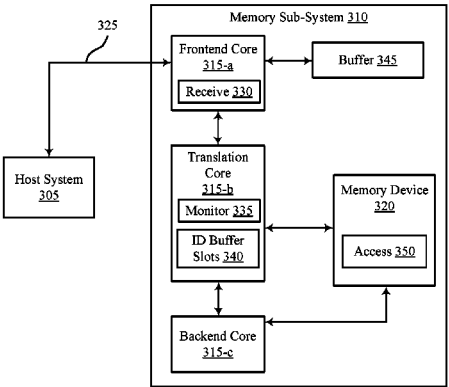 325
Memory Sub-System 310
Frontend Core
315-a
Receive 330
Buffer 345
Host System
305
Translation
Core
315-b
Monitor 335
ID Buffer
Slots 340
Memory Device
320
Access 350
Backend Core
315-c